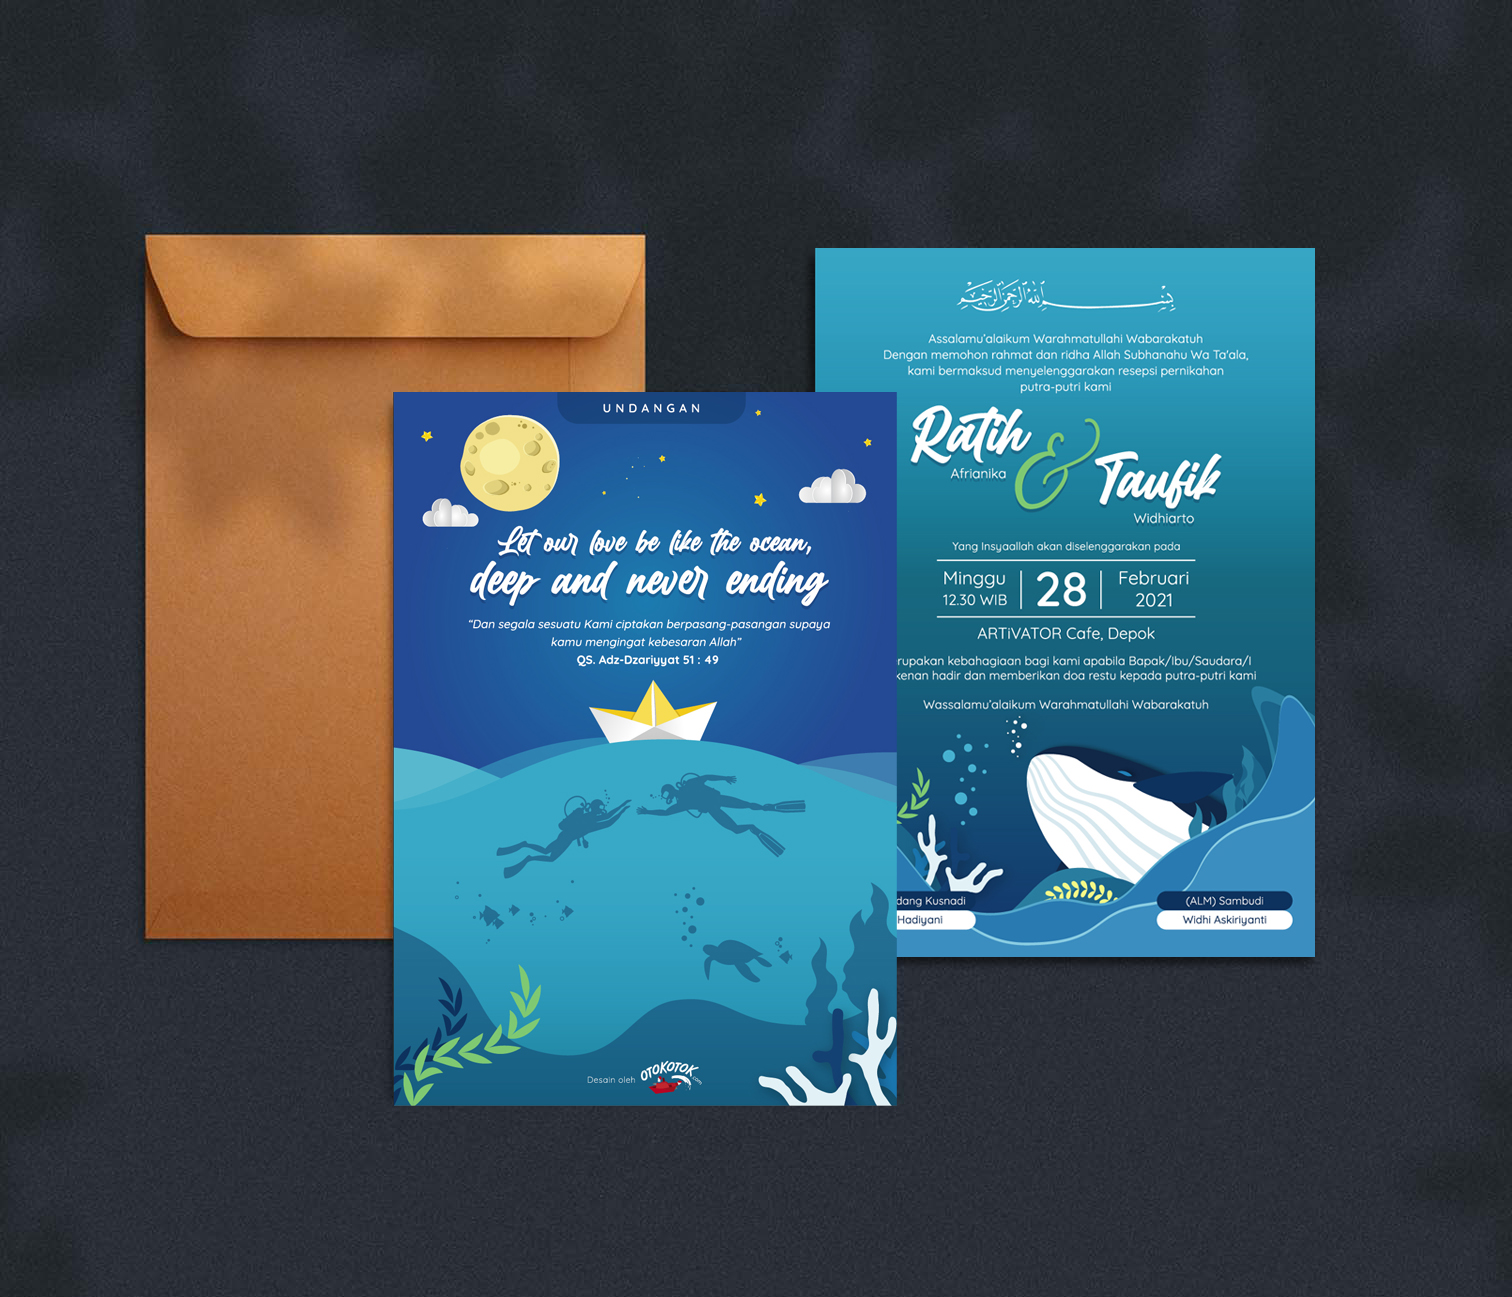 UNDANGAN
Let our love be like the ocean,
deep and never ending
“Dan segala sesuatu Kami ciptakan berpasang-pasangan supaya
kamu mengingat kebesaran Allah”
QS. Adz-Dzariyyat 51 : 49
Desain oleh OTOKOTOK.com
بِسْمِ اللهِ الرَّحْمٰنِ الرَّحِيْمِ
Assalamu'alaikum Warahmatullahi Wabarakatuh
Dengan memohon rahmat dan ridha Allah Subhanahu Wa Ta'ala,
kami bermaksud menyelenggarakan resepsi pernikahan
putra-putri kami
Ratih
Afrianika
&
Taufik
Widhiarto
Yang Insyaallah akan diselenggarakan pada
Minggu 28 Februari
12.30 WIB 2021
ARTiVATOR Cafe, Depok
rupakan kebahagiaan bagi kami apabila Bapak/Ibu/Saudara/I
kenan hadir dan memberikan doa restu kepada putra-putri kami
Wassalamu'alaikum Warahmatullahi Wabarakatuh
dang Kusnadi
Hadiyani
(ALM) Sambudi
Widhi Askiriyanti